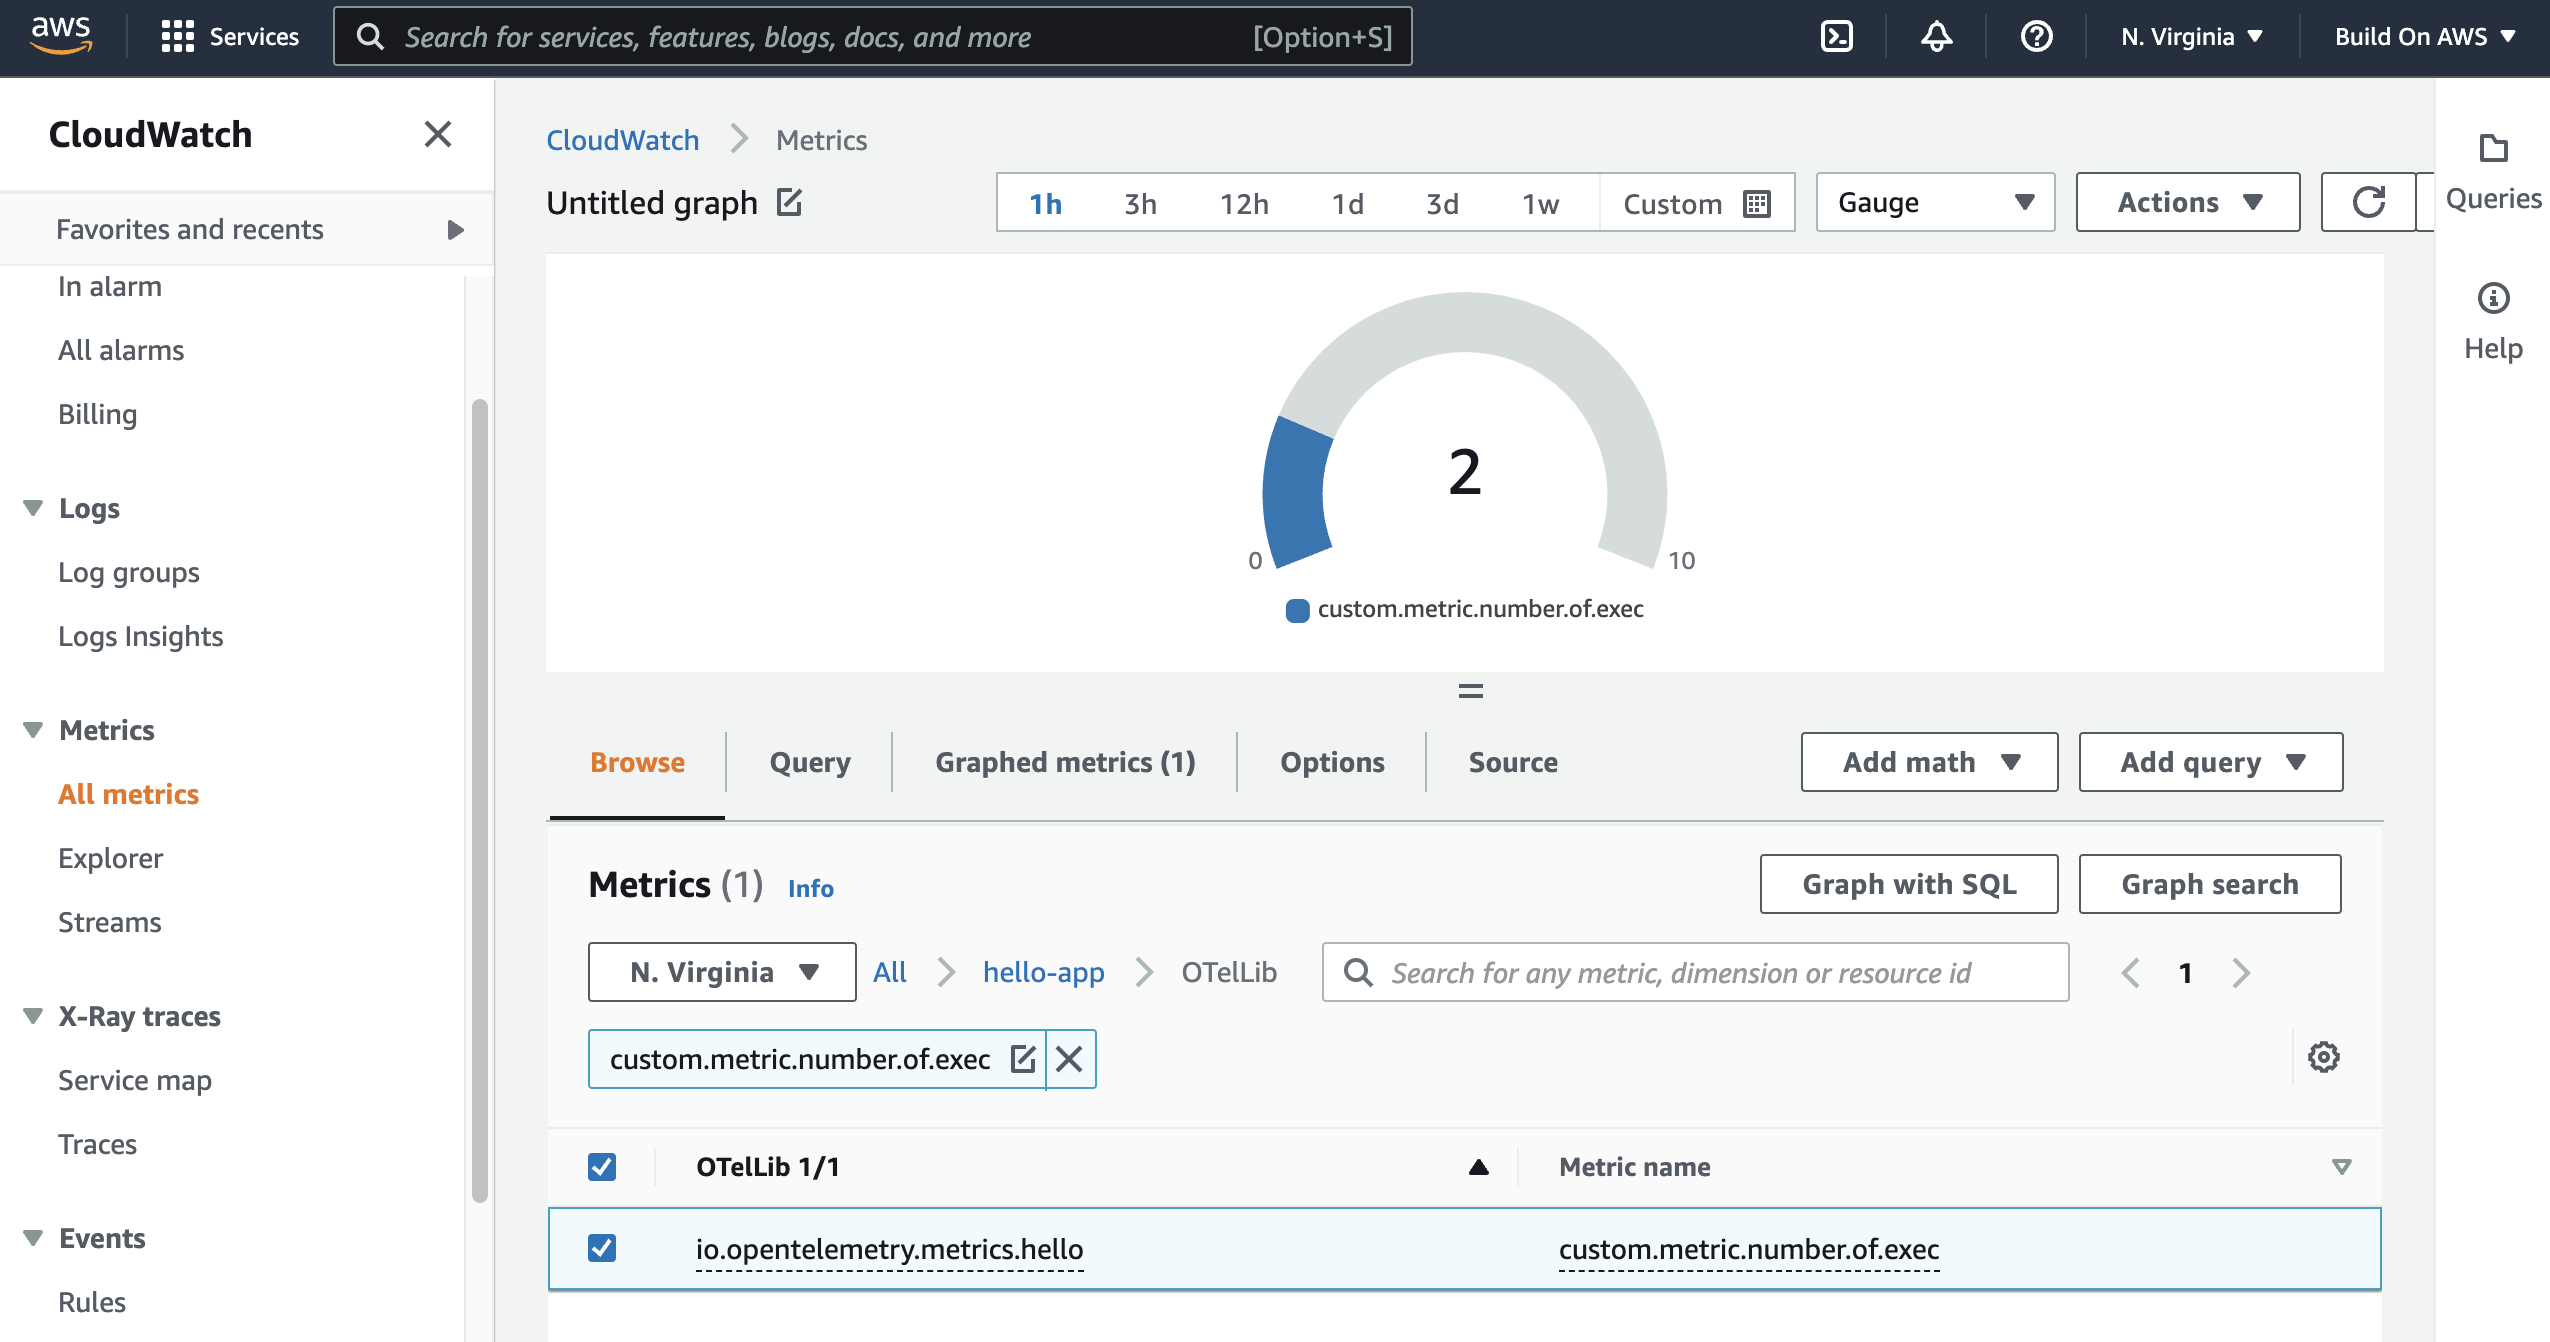 aws Services Search for services, features, blogs, docs, and more [Option+S] N. Virginia Build On AWS
CloudWatch
Favorites and recents
In alarm
All alarms
Billing
Logs
Log groups
Logs Insights
Metrics
All metrics
Explorer
Streams
X-Ray traces
Service map
Traces
Events
Rules
CloudWatch Metrics
Untitled graph 1h 3h 12h 1d 3d 1w Custom Gauge Actions
2
0 10
custom.metric.number.of.exec
Browse Query Graphed metrics (1) Options Source Add math Add query
Metrics (1) Info Graph with SQL Graph search
N. Virginia All hello-app OTelLib Search for any metric, dimension or resource id 1
custom.metric.number.of.exec
OTelLib 1/1 Metric name
io.opentelemetry.metrics.hello custom.metric.number.of.exec
Queries
Help